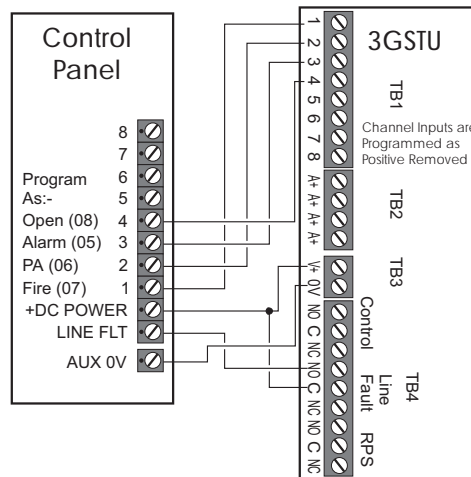 Control
Panel
8
7
Program 6
As:- 5
Open (08) 4
Alarm (05) 3
PA (06) 2
Fire (07) 1
+DC POWER
LINE FLT
AUX 0V
3GSTU
1
2
3
4
5
6
7
8
TB1
Channel Inputs are
Programmed as
Positive Removed
A+
A+
A+
A+
TB2
V+
0V
TB3
NO
C
NC
Control
NO
C
NC
Line
Fault
NO
C
NC
RPS
TB4